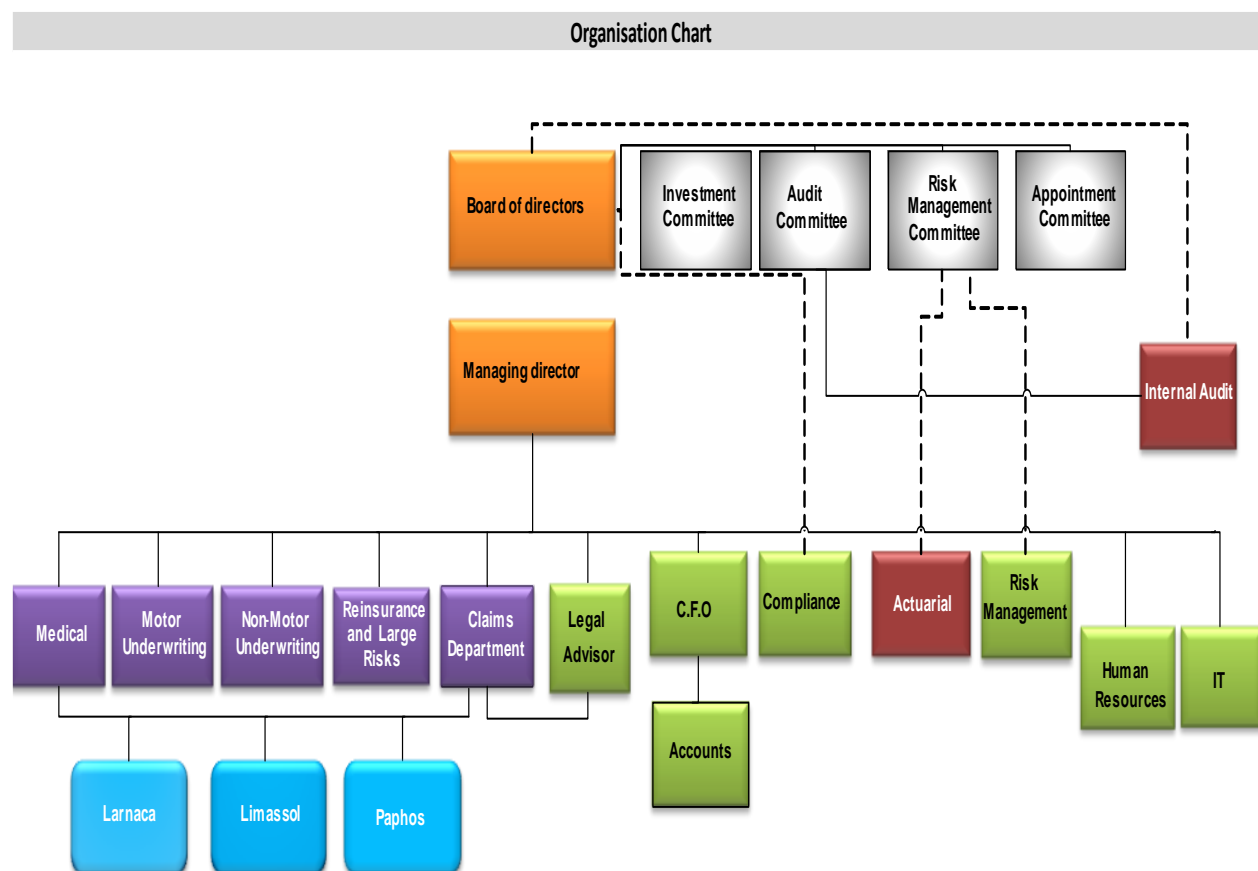 Organisation Chart
Board of directors
Investment
Committee
Audit
Committee
Risk
Management
Committee
Appointment
Committee
Managing director
Internal Audit
Medical
Motor
Underwriting
Non-Motor
Underwriting
Reinsurance
and Large
Risks
Claims
Department
Legal
Advisor
C.F.O
Compliance
Actuarial
Risk
Management
Human
Resources
IT
Accounts
Larnaca
Limassol
Paphos